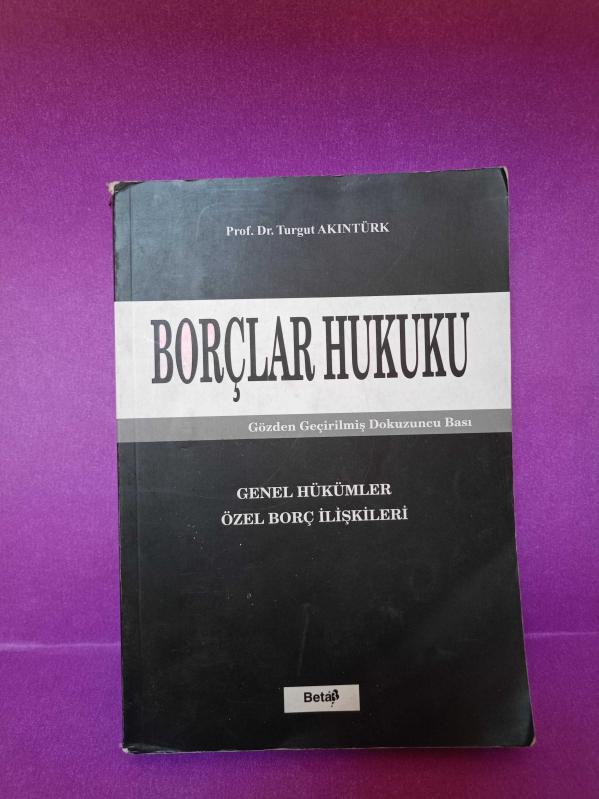 Prof. Dr. Turgut AKINTÜRK
BORÇLAR HUKUKU
Gözden Geçirilmiş Dokuzuncu Bası
GENEL HÜKÜMLER
ÖZEL BORÇ İLİŞKİLERİ
Beta